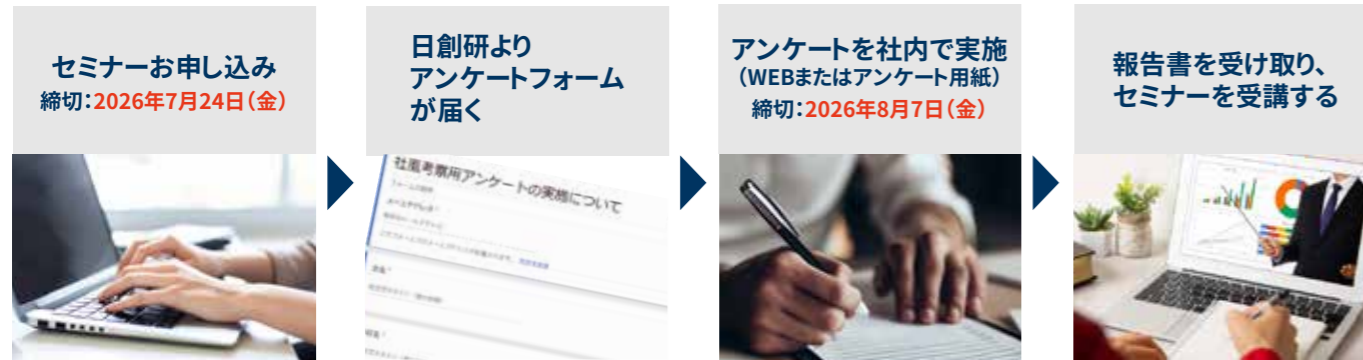 セミナーお申し込み
締切：2026年7月24日（金）
日創研より
アンケートフォーム
が届く
アンケートを社内で実施
（WEBまたはアンケート用紙）
締切：2026年8月7日（金）
報告書を受け取り、
セミナーを受講する
社風考察用アンケートの実施について